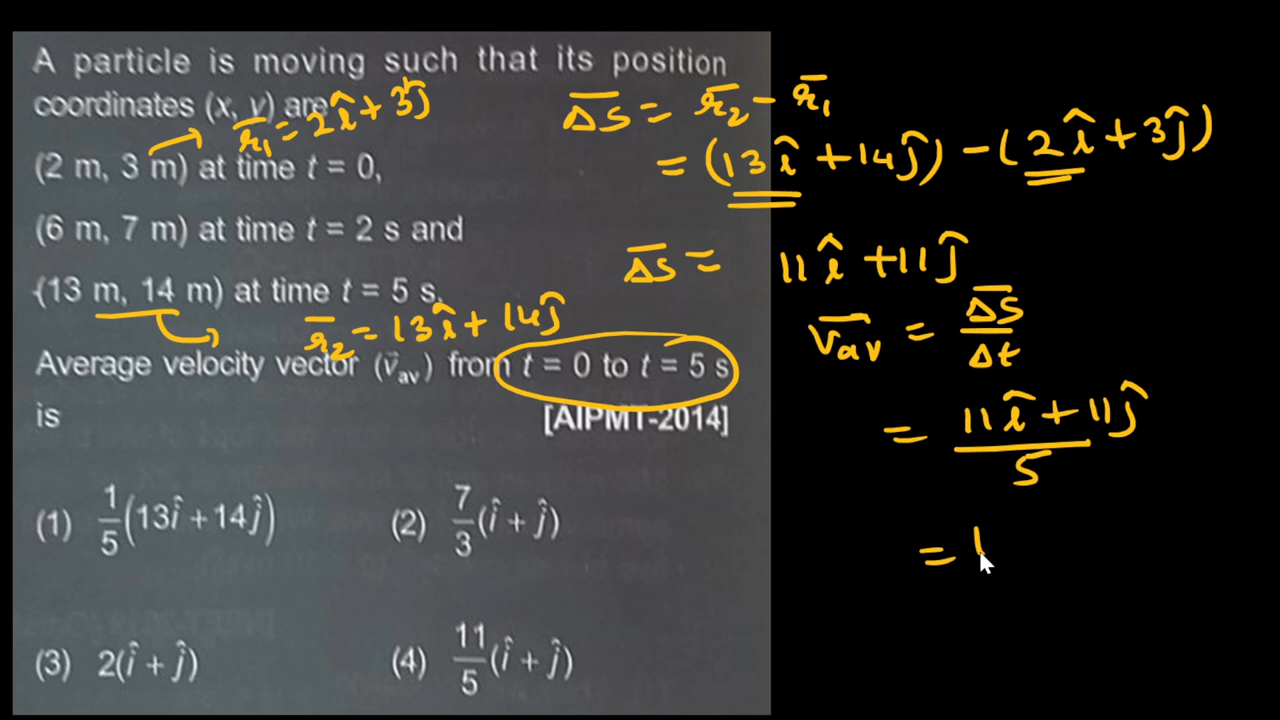 A particle is moving such that its position
coordinates (x, y) are
r̄₁ = 2î + 3ĵ
(2 m, 3 m) at time t = 0,
(6 m, 7 m) at time t = 2 s and
(13 m, 14 m) at time t = 5 s.
r̄₂ = 13î + 14ĵ
Average velocity vector (v⃗av) from t = 0 to t = 5 s
is [AIPMT-2014]
(1) 1/5(13î + 14ĵ) (2) 7/3(î + ĵ)
(3) 2(î + ĵ) (4) 11/5(î + ĵ)
Δs̄ = r̄₂ − r̄₁
= (13î + 14ĵ) − (2î + 3ĵ)
Δs̄ = 11î + 11ĵ
v̄av = Δs̄/Δt
= 11î + 11ĵ / 5
=